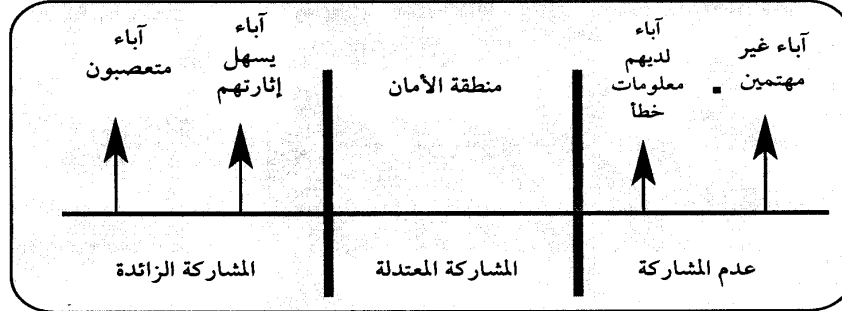 آباء غير
مهتمين
آباء
لديهم
معلومات
خطأ
منطقة الأمان
آباء
يسهل
إثارتهم
آباء
متعصبون
عدم المشاركة
المشاركة المعتدلة
المشاركة الزائدة